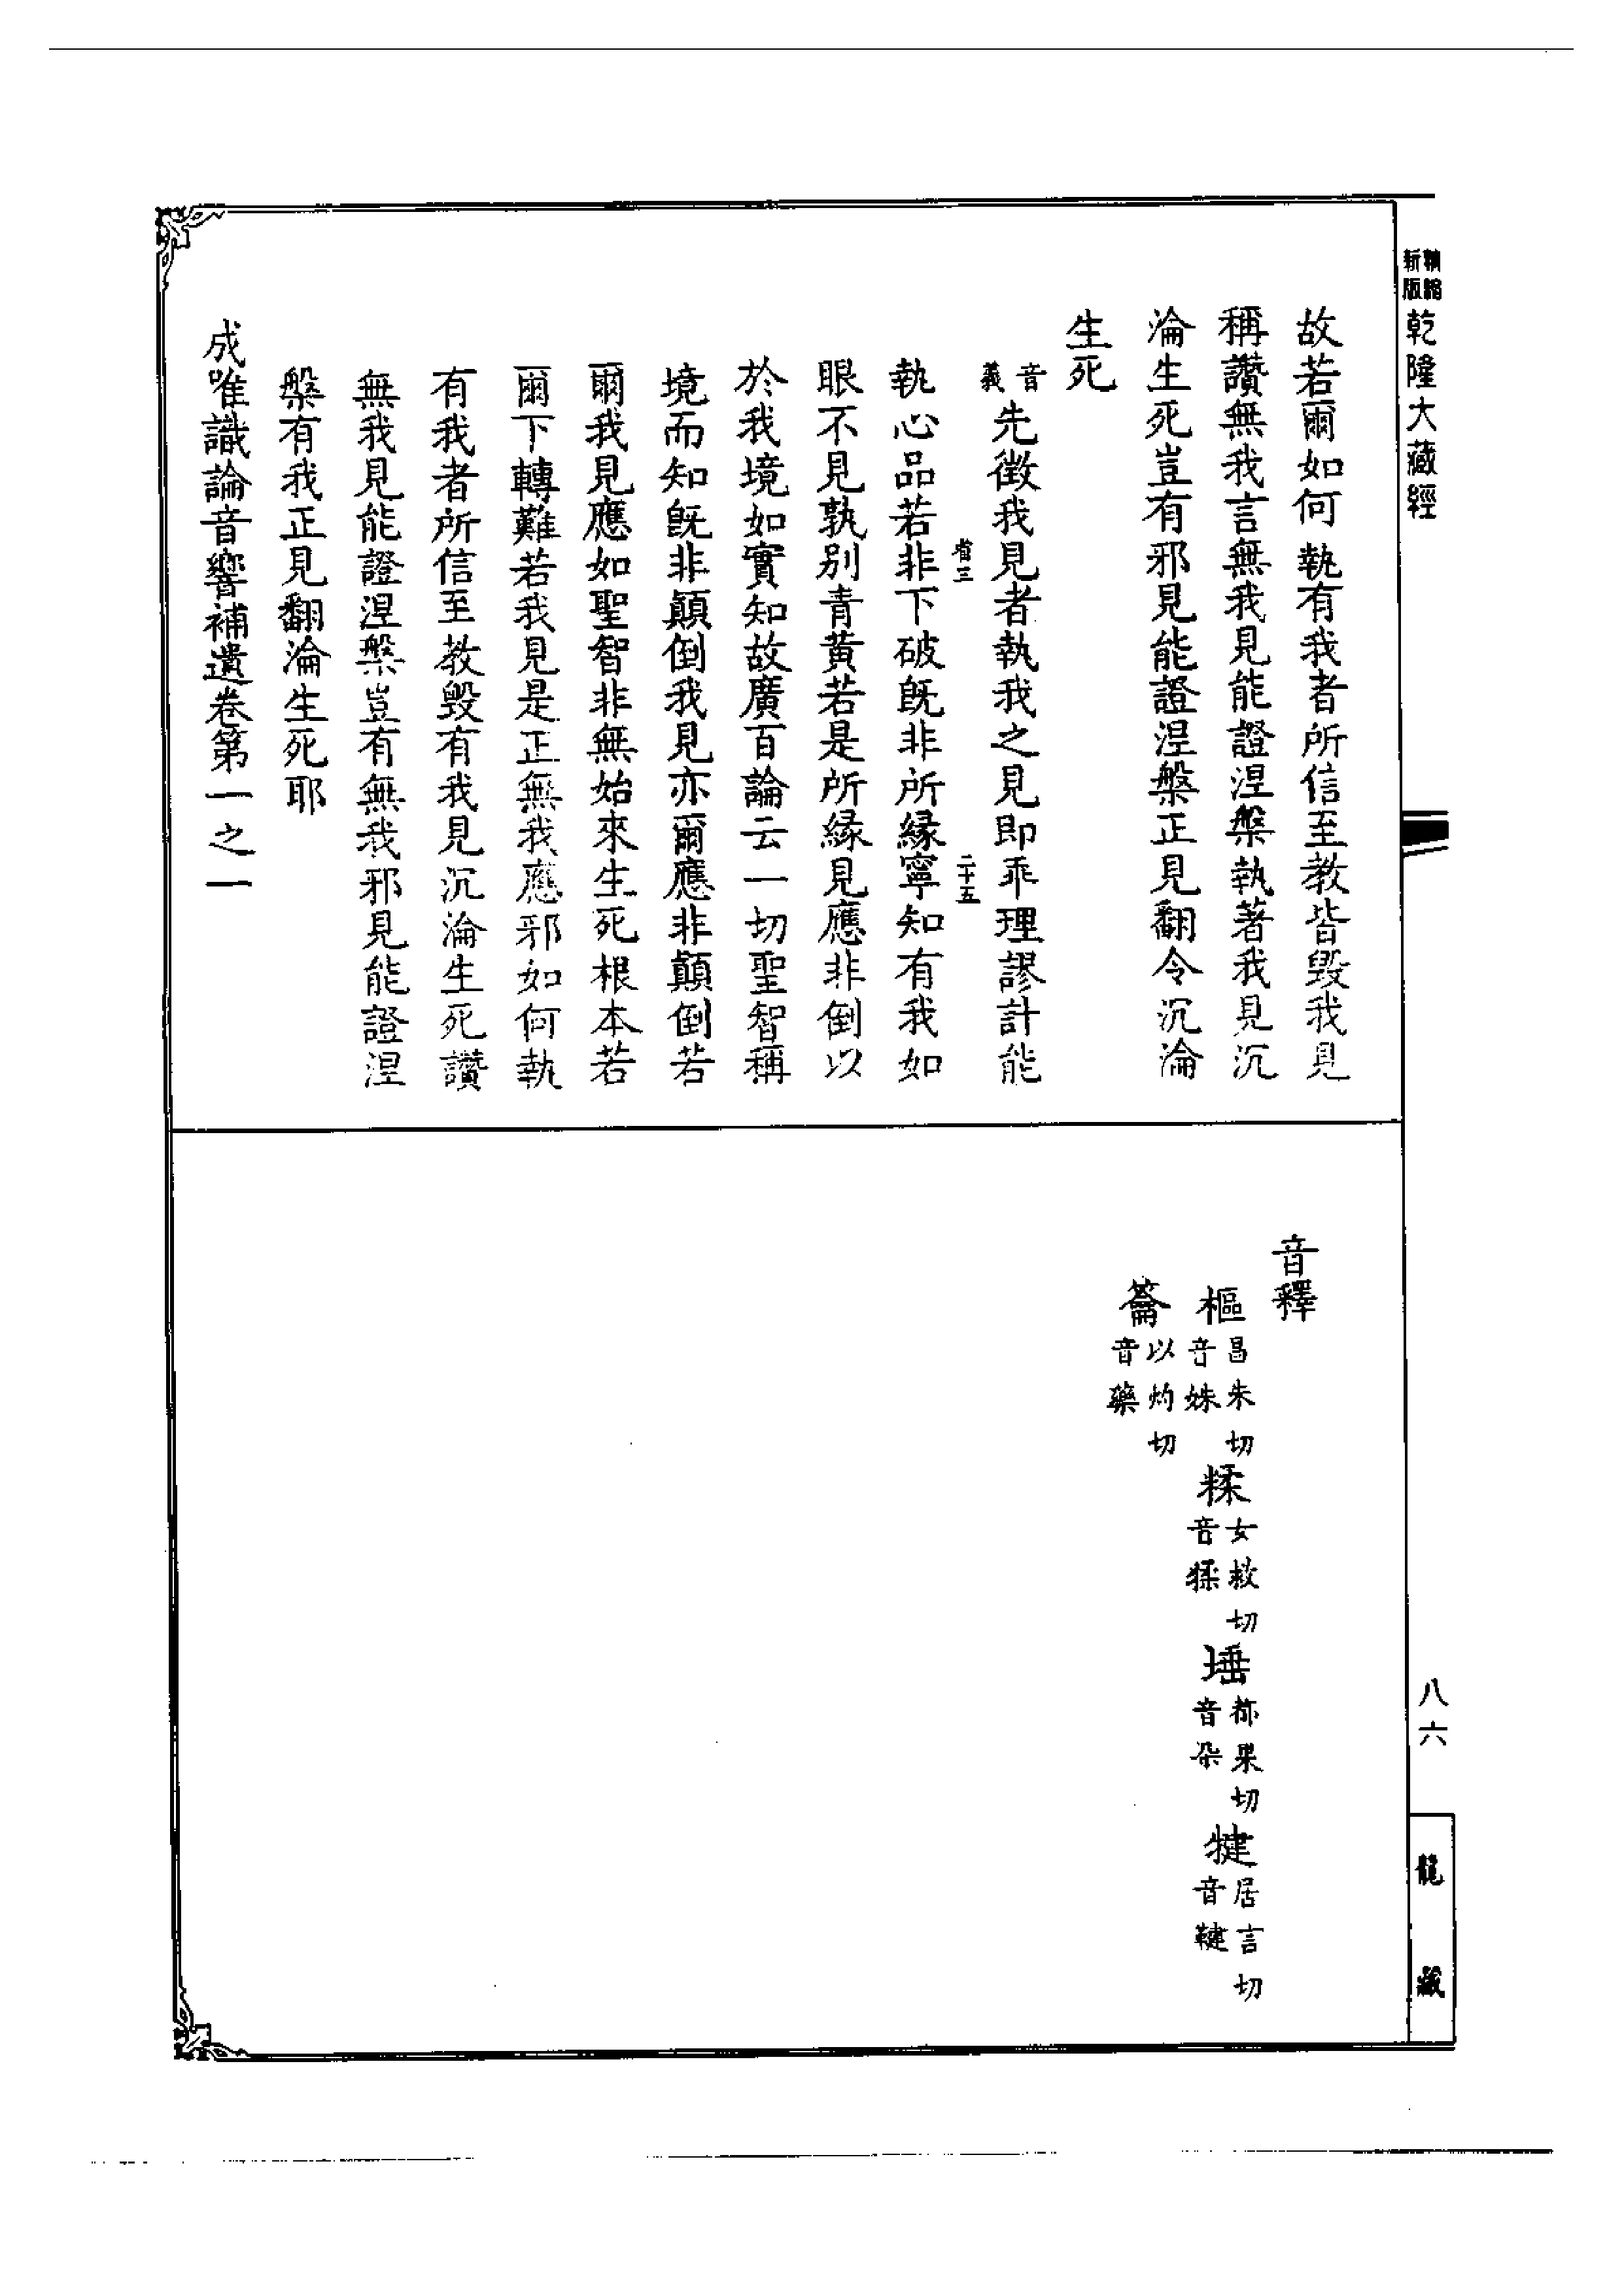 精縮新版乾隆大藏經
故若爾如何執有我者所信至教皆毀我見
稱讚無我言無我見能證涅槃執著我見沉
淪生死豈有邪見能證涅槃正見翻令沉淪
生死
音義先徵我見者執我之見即乖理謬計能
省三 二十五
執心品若非下破既非所緣寧知有我如
眼不見孰別青黃若是所緣見應非倒以
於我境如實知故廣百論云一切聖智稱
境而知既非顛倒我見亦爾應非顛倒若
爾我見應如聖智非無始來生死根本若
爾下轉難若我見是正無我應邪如何執
有我者所信至教毀有我見沉淪生死讚
無我見能證涅槃豈有無我邪見能證涅
槃有我正見翻淪生死耶
成唯識論音響補遺卷第一之一
音釋
樞昌朱切音姝 糅女救切音猱 埵都果切音朵 犍居言切音鞬
籥以灼切音藥
八六
龍藏